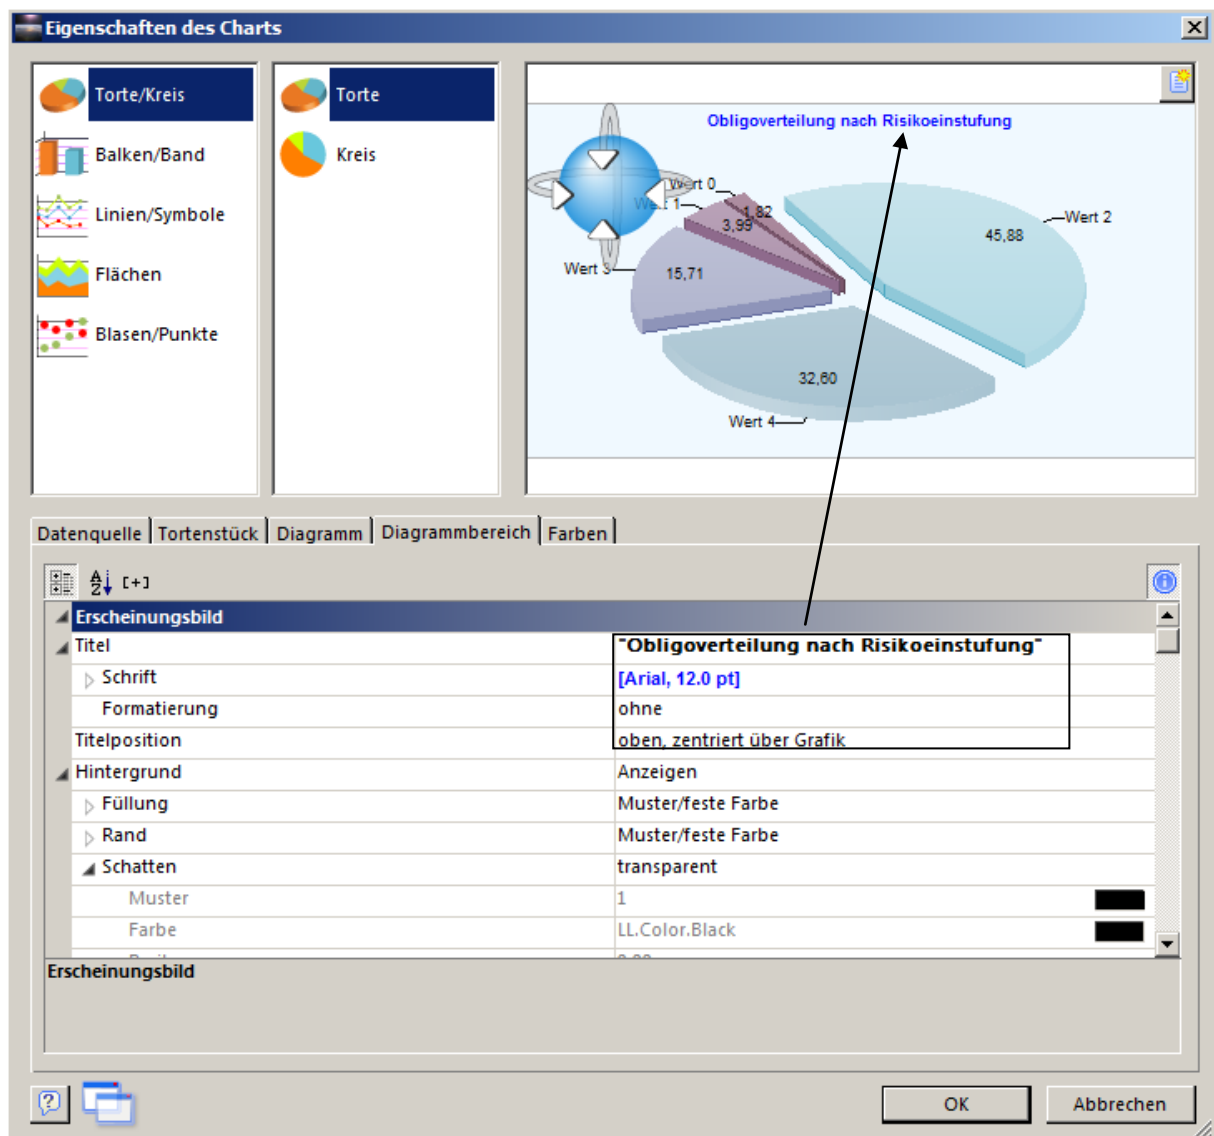 Eigenschaften des Charts
Torte/Kreis
Balken/Band
Linien/Symbole
Flächen
Blasen/Punkte
Torte
Kreis
Obligoverteilung nach Risikoeinstufung
Wert 0
1,82
Wert 1
3,99
Wert 2
45,88
Wert 3
15,71
32,60
Wert 4
Datenquelle Tortenstück Diagramm Diagrammbereich Farben
[+]
Erscheinungsbild
Titel "Obligoverteilung nach Risikoeinstufung"
Schrift [Arial, 12.0 pt]
Formatierung ohne
Titelposition oben, zentriert über Grafik
Hintergrund Anzeigen
Füllung Muster/feste Farbe
Rand Muster/feste Farbe
Schatten transparent
Muster 1
Farbe LL.Color.Black
Erscheinungsbild
OK Abbrechen